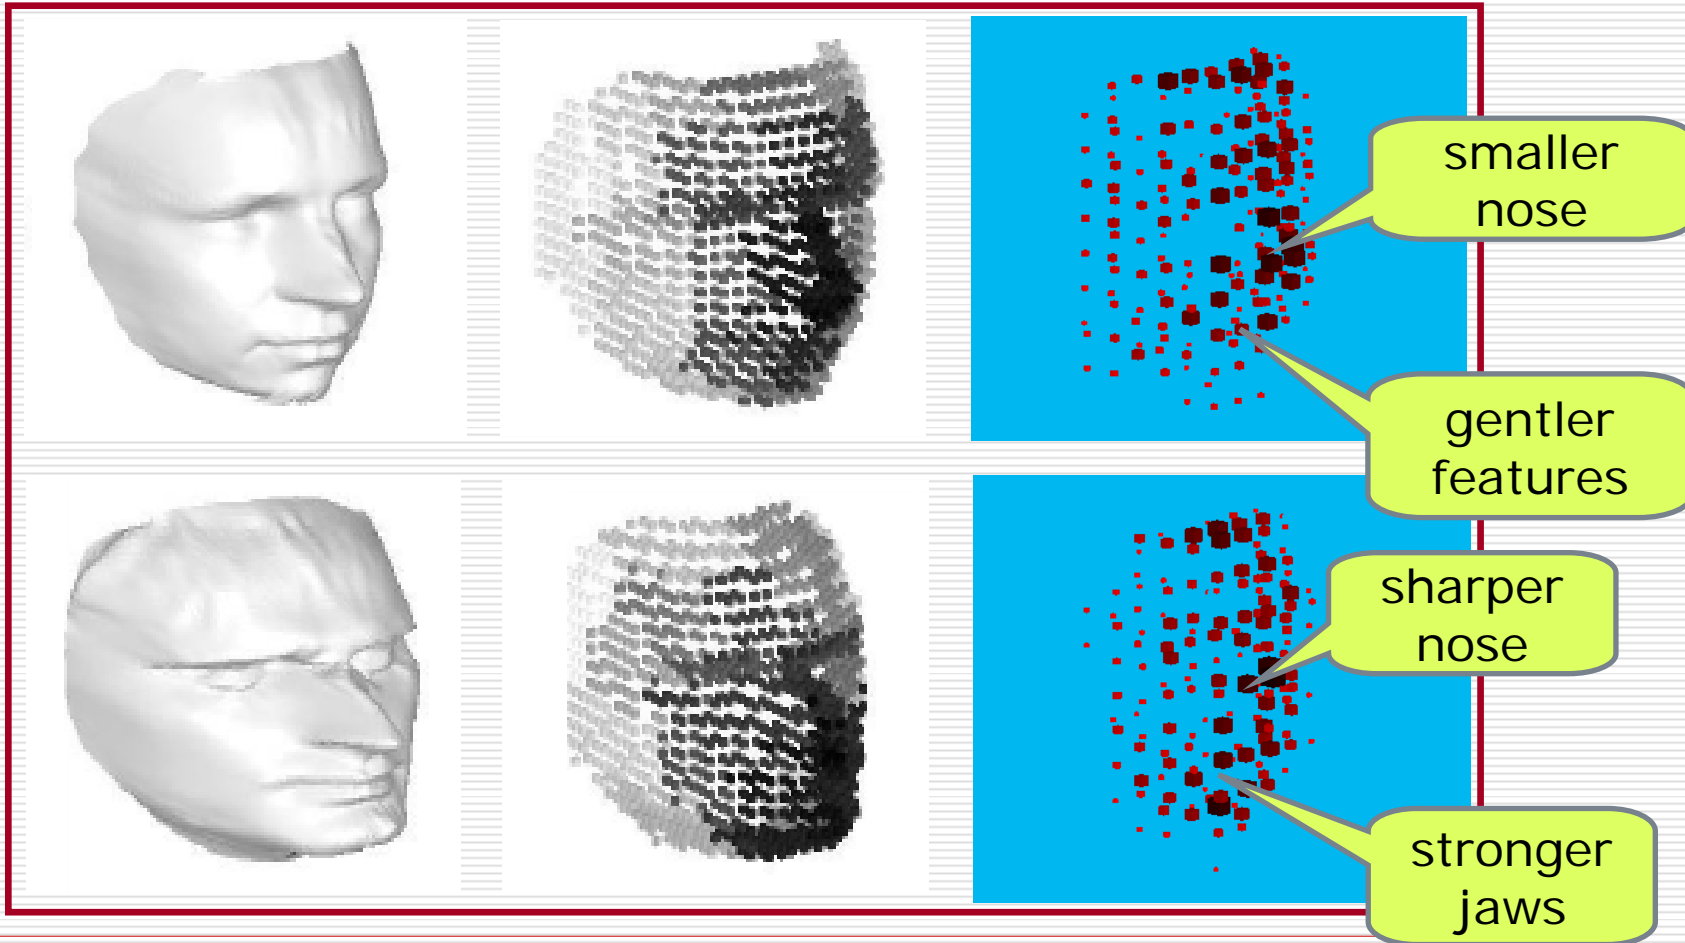 smaller
nose
gentler
features
sharper
nose
stronger
jaws